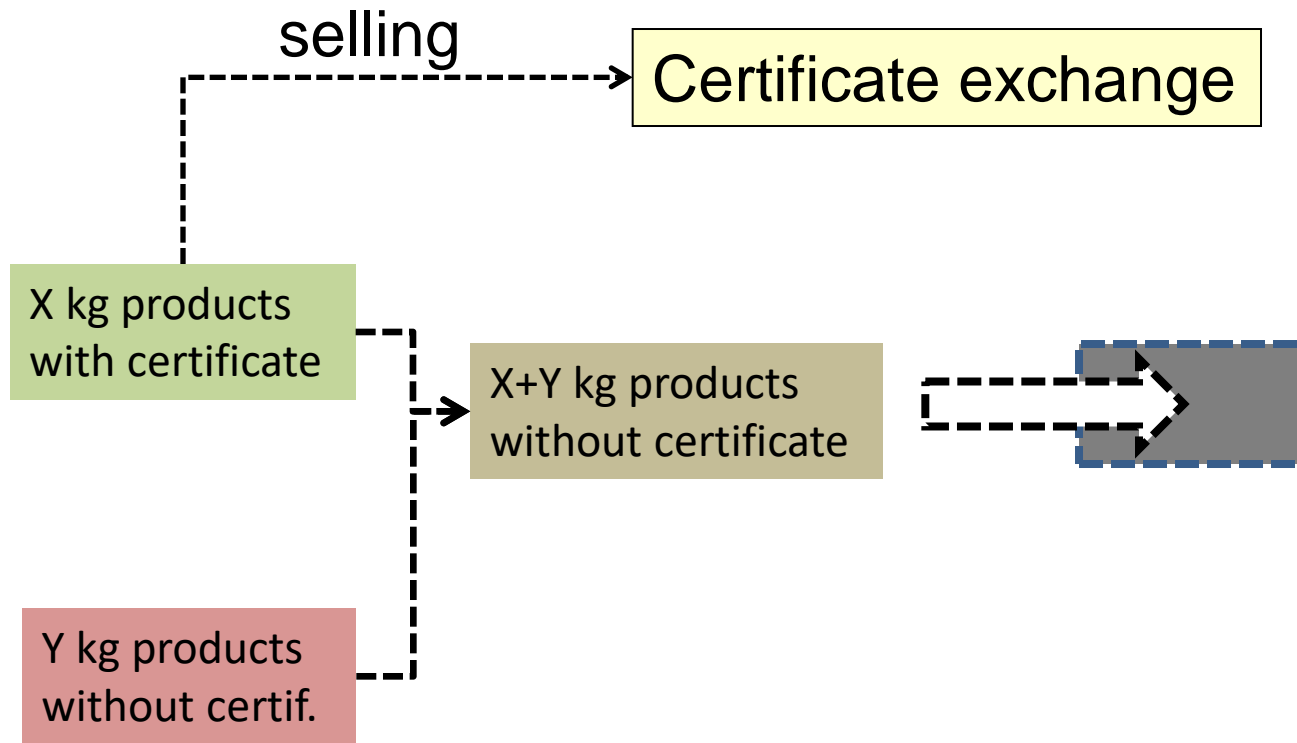 selling
Certificate exchange
X kg products
with certificate
X+Y kg products
without certificate
Y kg products
without certif.